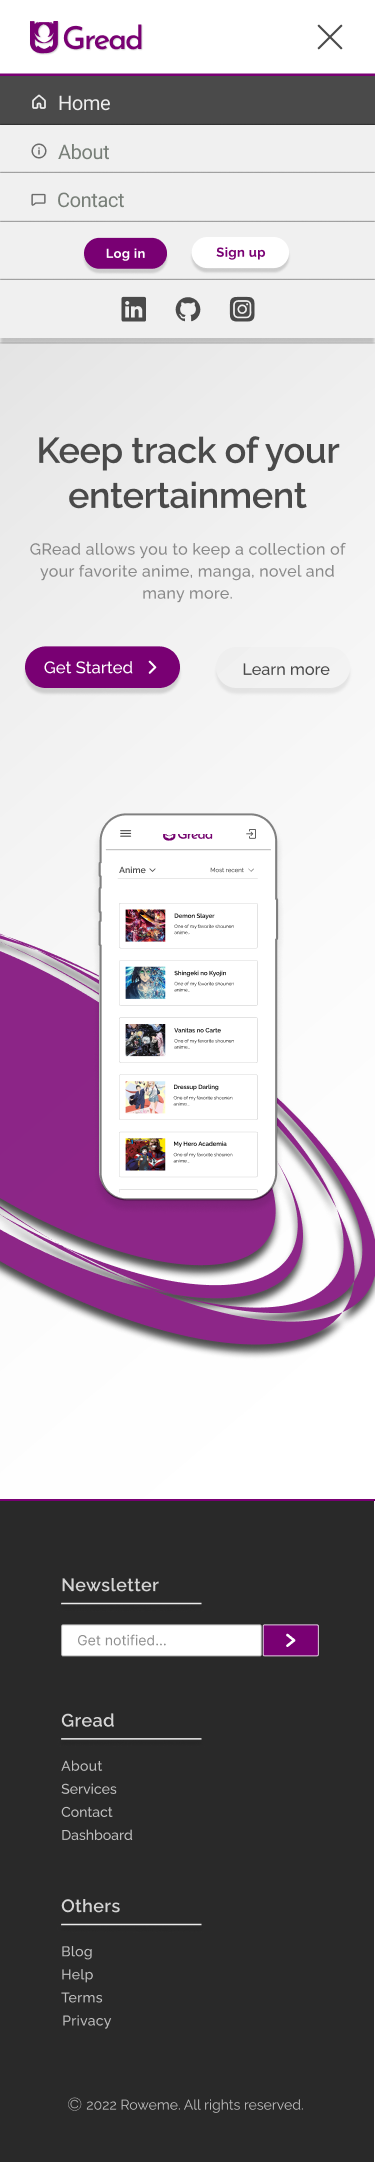 Gread
Home
About
Contact
Log in
Sign up
Keep track of your
entertainment
GRead allows you to keep a collection of
your favorite anime, manga, novel and
many more.
Get Started
Learn more
Gread
Anime
Most recent
Demon Slayer
One of my favorite shounen
anime...
Shingeki no Kyojin
One of my favorite shounen
anime...
Vanitas no Carte
One of my favorite shounen
anime...
Dressup Darling
One of my favorite shounen
anime...
My Hero Academia
One of my favorite shounen
anime...
Newsletter
Get notified...
Gread
About
Services
Contact
Dashboard
Others
Blog
Help
Terms
Privacy
© 2022 Roweme. All rights reserved.